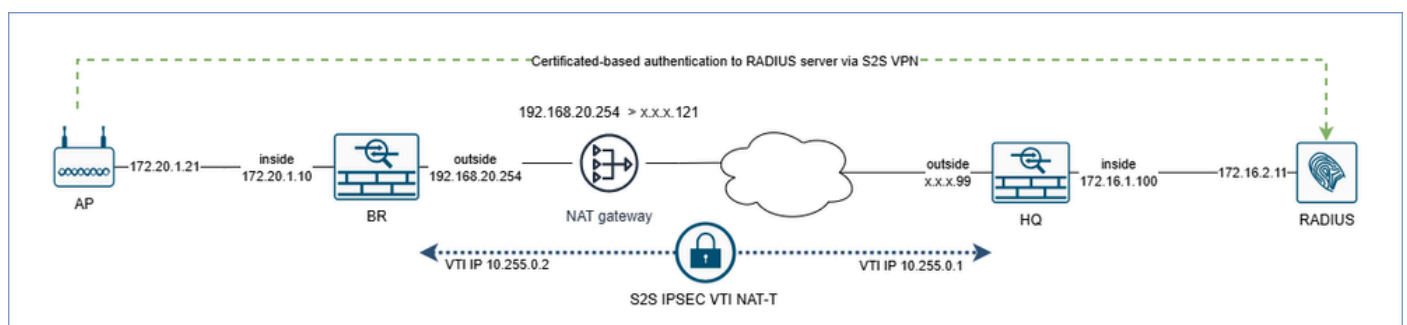 Certificated-based authentication to RADIUS server via S2S VPN
192.168.20.254 > x.x.x.121
172.20.1.21
inside
172.20.1.10
outside
192.168.20.254
outside
x.x.x.99
inside
172.16.1.100
172.16.2.11
AP
BR
NAT gateway
HQ
RADIUS
VTI IP 10.255.0.2
VTI IP 10.255.0.1
S2S IPSEC VTI NAT-T